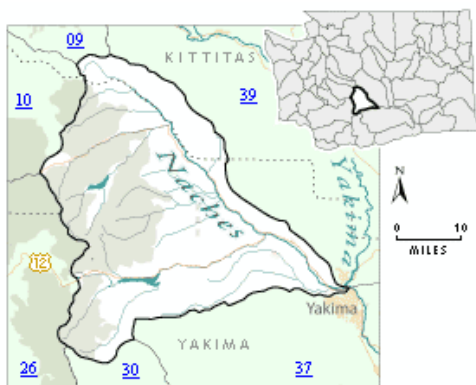 09
KITTITAS
10
39
Naches
Yakima
N
0 10
MILES
12
Yakima
YAKIMA
26
30
37